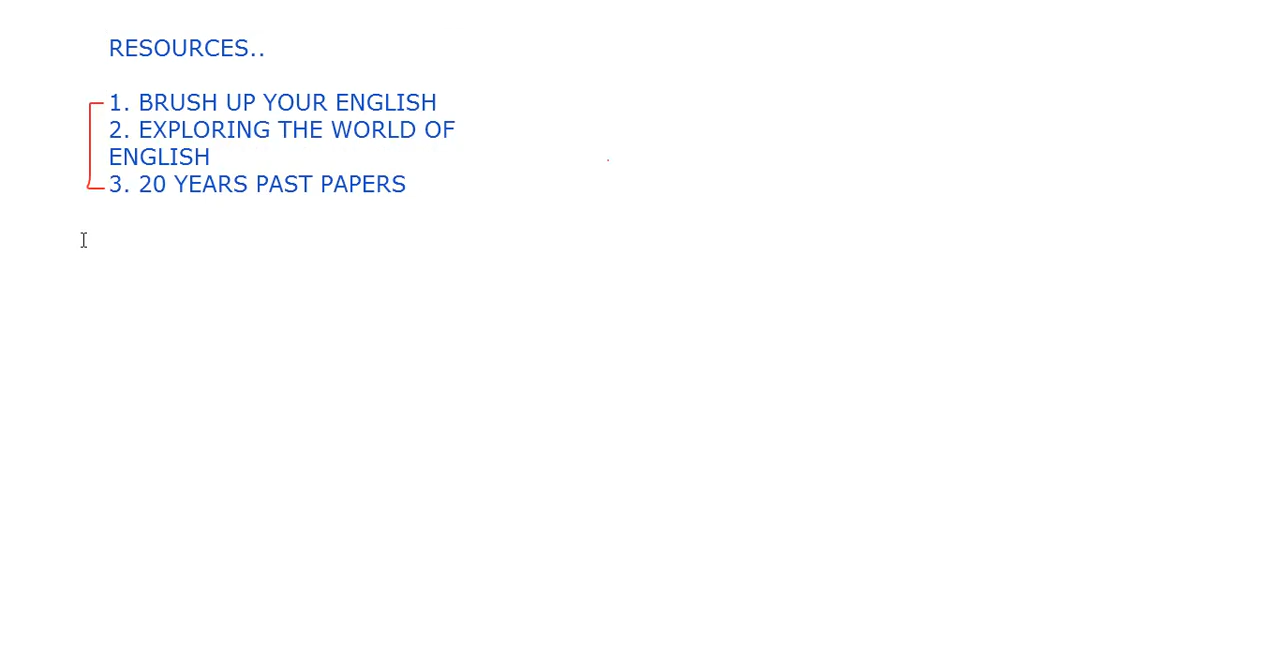 RESOURCES..
1. BRUSH UP YOUR ENGLISH
2. EXPLORING THE WORLD OF
ENGLISH
3. 20 YEARS PAST PAPERS